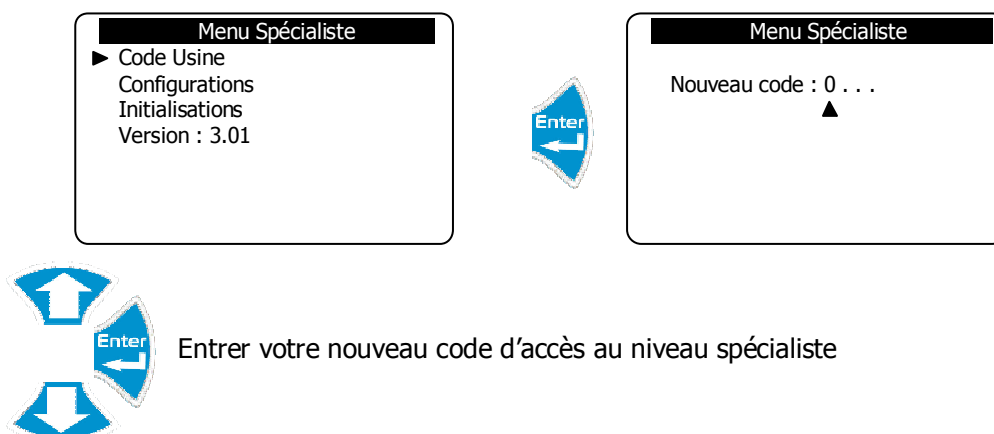 Menu Spécialiste
Code Usine
Configurations
Initialisations
Version : 3.01
Enter
Menu Spécialiste
Nouveau code : 0 . . .
Enter
Entrer votre nouveau code d’accès au niveau spécialiste